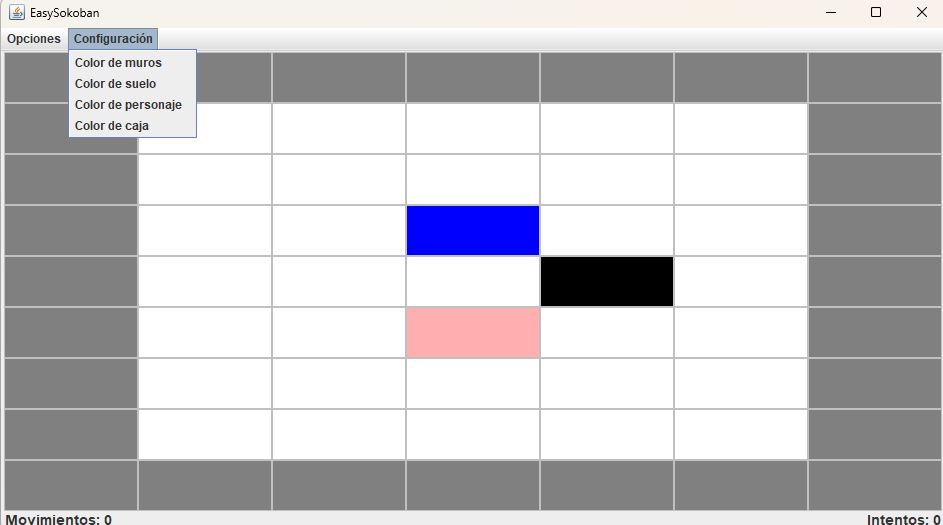 EasySokoban
Opciones Configuración
Color de muros
Color de suelo
Color de personaje
Color de caja
Movimientos: 0 Intentos: 0